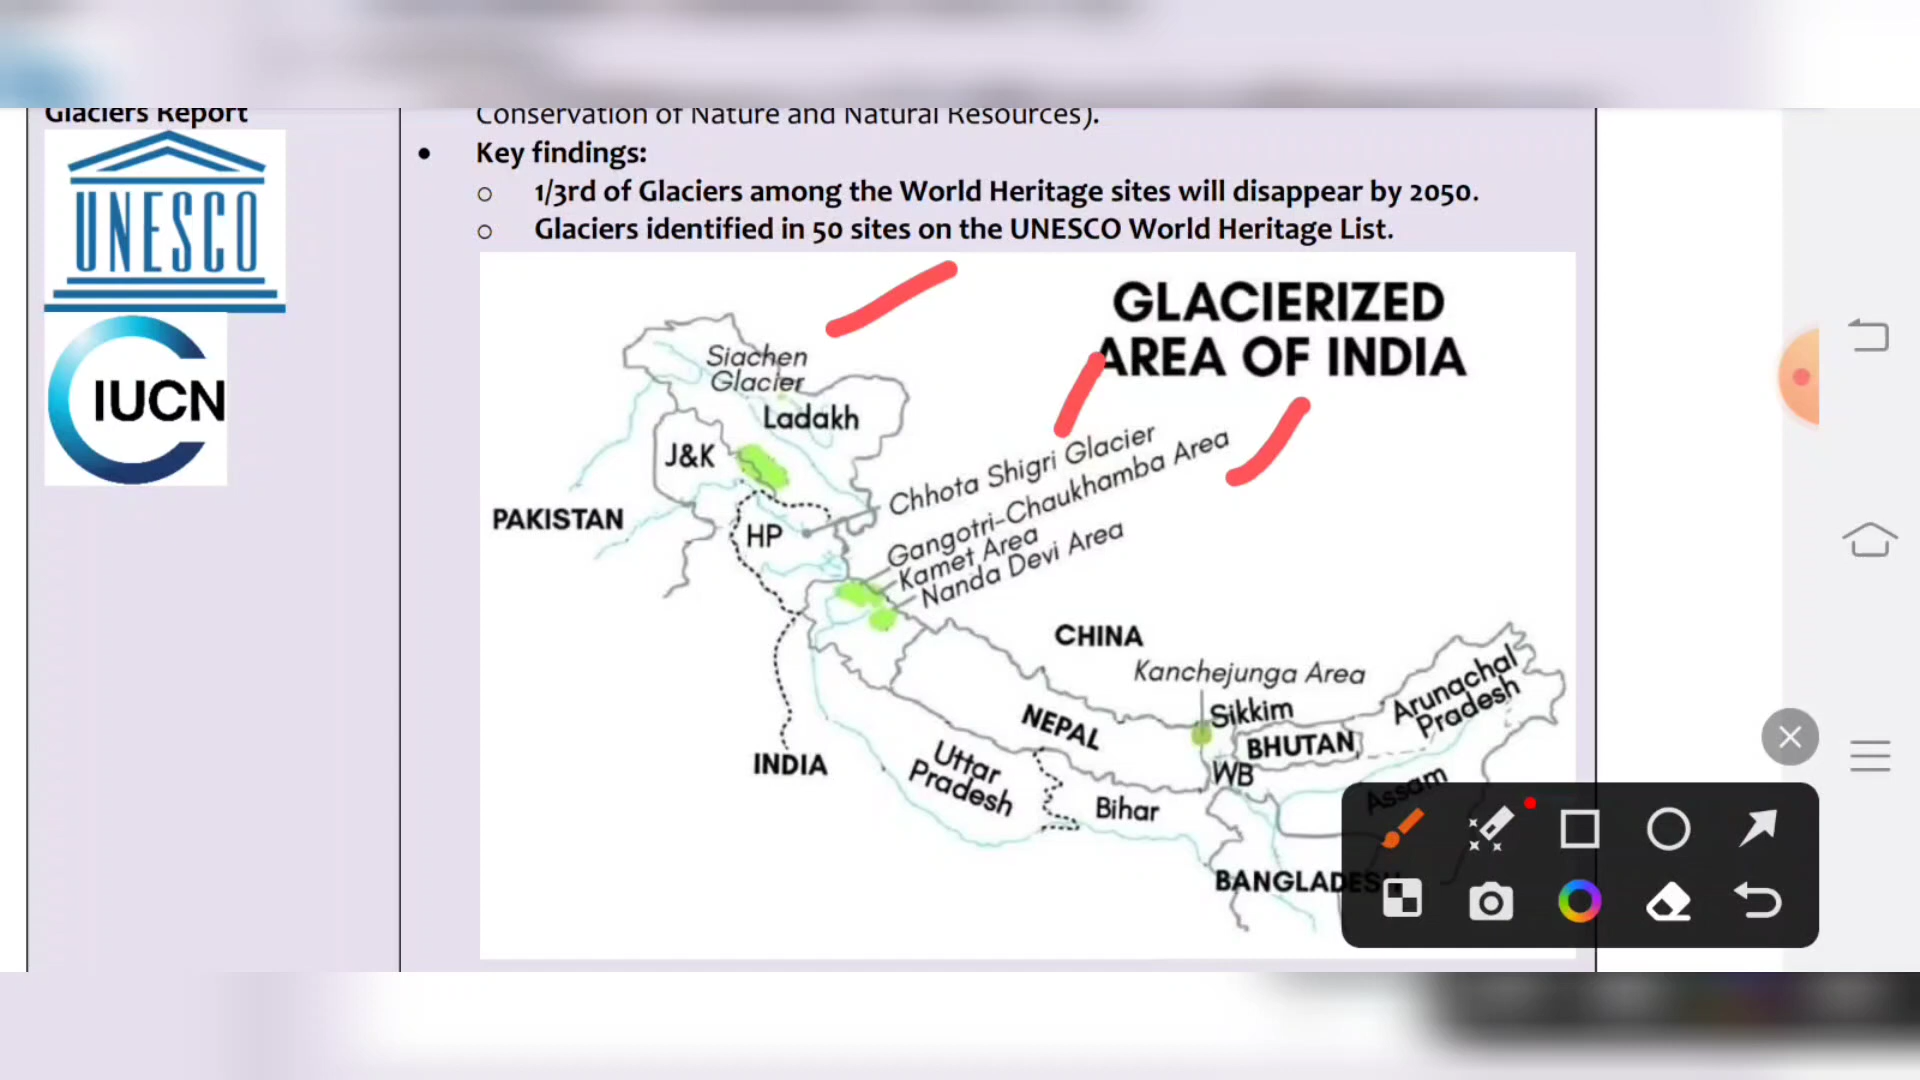 Glaciers Report
UNESCO
IUCN
Conservation of Nature and Natural Resources).
• Key findings:
o 1/3rd of Glaciers among the World Heritage sites will disappear by 2050.
o Glaciers identified in 50 sites on the UNESCO World Heritage List.
GLACIERIZED
AREA OF INDIA
Siachen
Glacier
Ladakh
J&K
Chhota Shigri Glacier
Gangotri-Chaukhamba Area
Kamet Area
Nanda Devi Area
PAKISTAN
HP
CHINA
Kanchejunga Area
Sikkim
Arunachal
Pradesh
NEPAL
BHUTAN
INDIA
Uttar
Pradesh
WB
Assam
Bihar
BANGLADESH